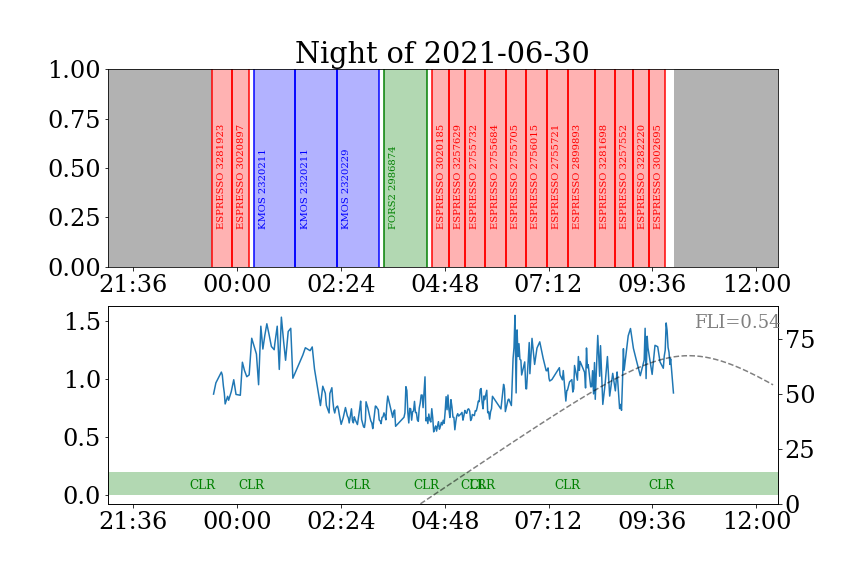 Night of 2021-06-30
1.00
0.75
0.50
0.25
0.00
ESPRESSO 3281923
ESPRESSO 3020897
KMOS 2320211
KMOS 2320211
KMOS 2320229
FORS2 2986874
ESPRESSO 3020185
ESPRESSO 3257629
ESPRESSO 2755732
ESPRESSO 2755684
ESPRESSO 2755705
ESPRESSO 2756015
ESPRESSO 2755721
ESPRESSO 2899893
ESPRESSO 3281698
ESPRESSO 3257552
ESPRESSO 3282220
ESPRESSO 3002695
21:36 00:00 02:24 04:48 07:12 09:36 12:00
FLI=0.54
1.5
1.0
0.5
0.0
75
50
25
0
CLR CLR CLR CLR CLR CLR CLR CLR
21:36 00:00 02:24 04:48 07:12 09:36 12:00